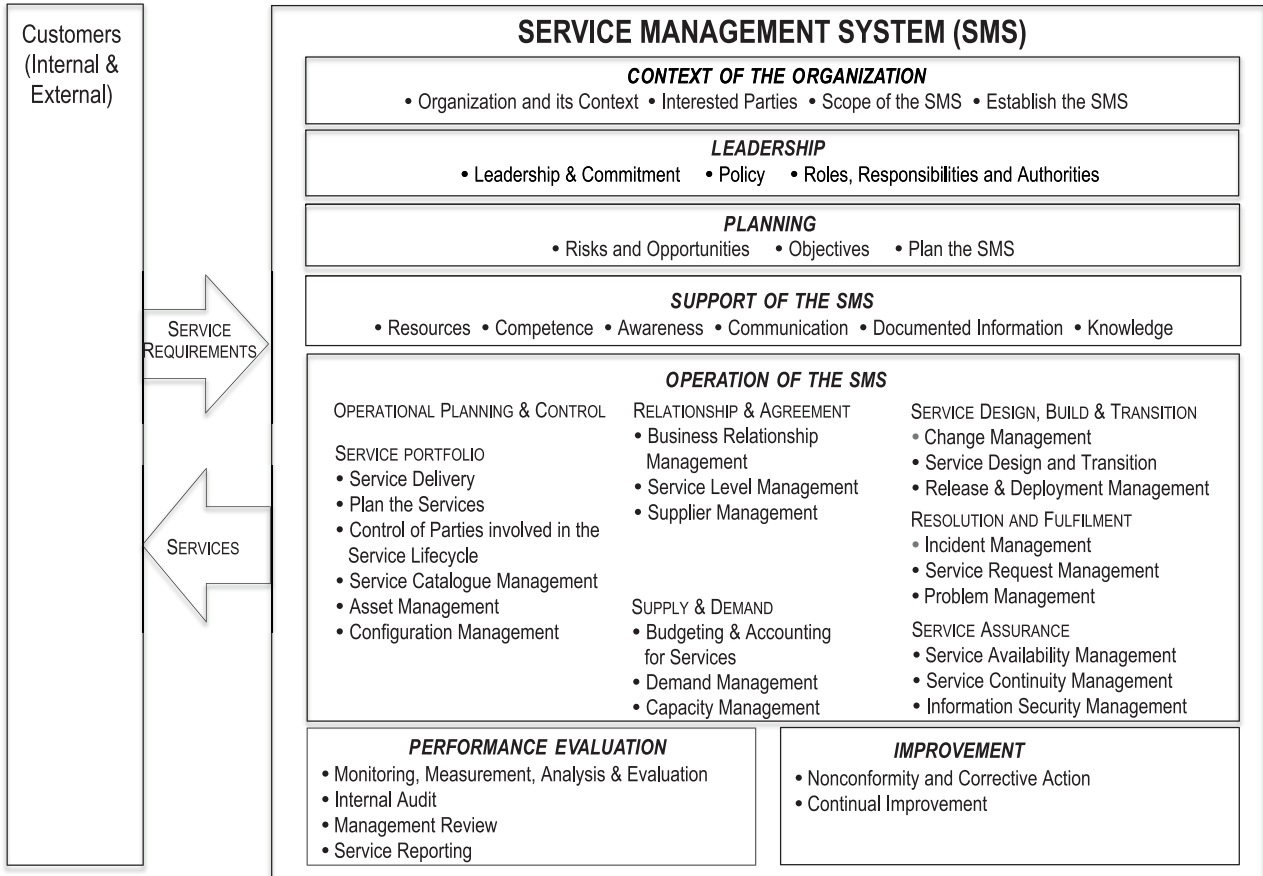 Customers
(Internal &
External)
SERVICE
REQUIREMENTS
SERVICES
SERVICE MANAGEMENT SYSTEM (SMS)
CONTEXT OF THE ORGANIZATION
• Organization and its Context • Interested Parties • Scope of the SMS • Establish the SMS
LEADERSHIP
• Leadership & Commitment • Policy • Roles, Responsibilities and Authorities
PLANNING
• Risks and Opportunities • Objectives • Plan the SMS
SUPPORT OF THE SMS
• Resources • Competence • Awareness • Communication • Documented Information • Knowledge
OPERATION OF THE SMS
OPERATIONAL PLANNING & CONTROL
SERVICE PORTFOLIO
• Service Delivery
• Plan the Services
• Control of Parties involved in the
Service Lifecycle
• Service Catalogue Management
• Asset Management
• Configuration Management
RELATIONSHIP & AGREEMENT
• Business Relationship
Management
• Service Level Management
• Supplier Management
SUPPLY & DEMAND
• Budgeting & Accounting
for Services
• Demand Management
• Capacity Management
SERVICE DESIGN, BUILD & TRANSITION
• Change Management
• Service Design and Transition
• Release & Deployment Management
RESOLUTION AND FULFILMENT
• Incident Management
• Service Request Management
• Problem Management
SERVICE ASSURANCE
• Service Availability Management
• Service Continuity Management
• Information Security Management
PERFORMANCE EVALUATION
• Monitoring, Measurement, Analysis & Evaluation
• Internal Audit
• Management Review
• Service Reporting
IMPROVEMENT
• Nonconformity and Corrective Action
• Continual Improvement